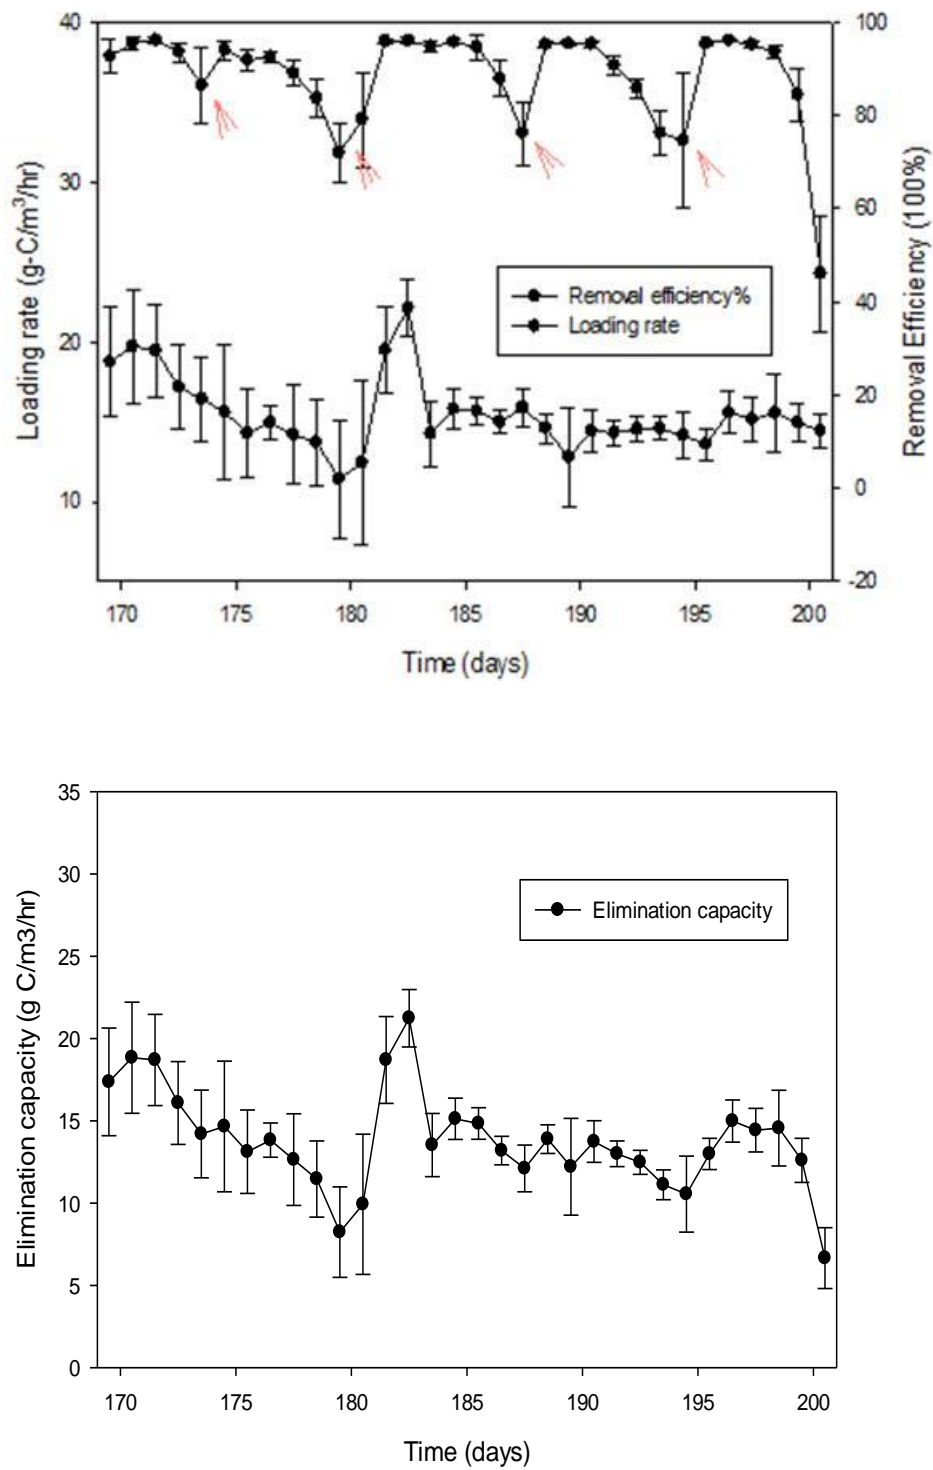 40
30
20
10
Loading rate (g-C/m³/hr)
100
80
60
40
20
0
-20
Removal Efficiency (100%)
Removal efficiency%
Loading rate
170 175 180 185 190 195 200
Time (days)
35
30
25
20
15
10
5
0
Elimination capacity (g C/m3/hr)
Elimination capacity
170 175 180 185 190 195 200
Time (days)